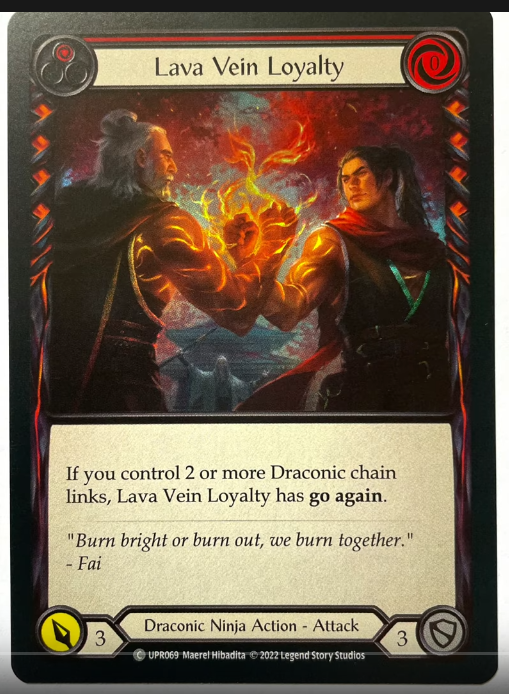 Lava Vein Loyalty
0
If you control 2 or more Draconic chain
links, Lava Vein Loyalty has go again.
"Burn bright or burn out, we burn together."
- Fai
3
Draconic Ninja Action - Attack
3
C UPR069 Maerel Hibadita © 2022 Legend Story Studios